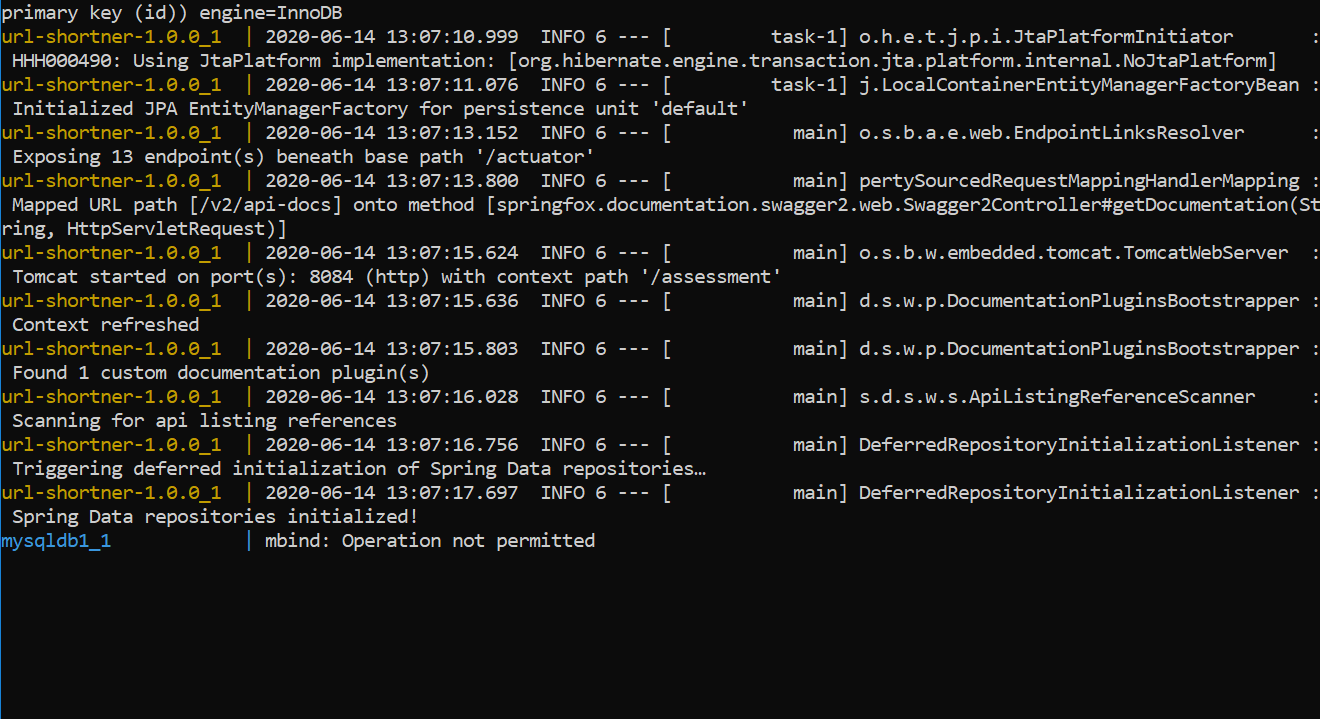 primary key (id)) engine=InnoDB
url-shortner-1.0.0_1  | 2020-06-14 13:07:10.999  INFO 6 --- [         task-1] o.h.e.t.j.p.i.JtaPlatformInitiator       :
 HHH000490: Using JtaPlatform implementation: [org.hibernate.engine.transaction.jta.platform.internal.NoJtaPlatform]
url-shortner-1.0.0_1  | 2020-06-14 13:07:11.076  INFO 6 --- [         task-1] j.LocalContainerEntityManagerFactoryBean :
 Initialized JPA EntityManagerFactory for persistence unit 'default'
url-shortner-1.0.0_1  | 2020-06-14 13:07:13.152  INFO 6 --- [           main] o.s.b.a.e.web.EndpointLinksResolver      :
 Exposing 13 endpoint(s) beneath base path '/actuator'
url-shortner-1.0.0_1  | 2020-06-14 13:07:13.800  INFO 6 --- [           main] pertySourcedRequestMappingHandlerMapping :
 Mapped URL path [/v2/api-docs] onto method [springfox.documentation.swagger2.web.Swagger2Controller#getDocumentation(St
ring, HttpServletRequest)]
url-shortner-1.0.0_1  | 2020-06-14 13:07:15.624  INFO 6 --- [           main] o.s.b.w.embedded.tomcat.TomcatWebServer  :
 Tomcat started on port(s): 8084 (http) with context path '/assessment'
url-shortner-1.0.0_1  | 2020-06-14 13:07:15.636  INFO 6 --- [           main] d.s.w.p.DocumentationPluginsBootstrapper :
 Context refreshed
url-shortner-1.0.0_1  | 2020-06-14 13:07:15.803  INFO 6 --- [           main] d.s.w.p.DocumentationPluginsBootstrapper :
 Found 1 custom documentation plugin(s)
url-shortner-1.0.0_1  | 2020-06-14 13:07:16.028  INFO 6 --- [           main] s.d.s.w.s.ApiListingReferenceScanner     :
 Scanning for api listing references
url-shortner-1.0.0_1  | 2020-06-14 13:07:16.756  INFO 6 --- [           main] DeferredRepositoryInitializationListener :
 Triggering deferred initialization of Spring Data repositories…
url-shortner-1.0.0_1  | 2020-06-14 13:07:17.697  INFO 6 --- [           main] DeferredRepositoryInitializationListener :
 Spring Data repositories initialized!
mysqldb1_1            | mbind: Operation not permitted